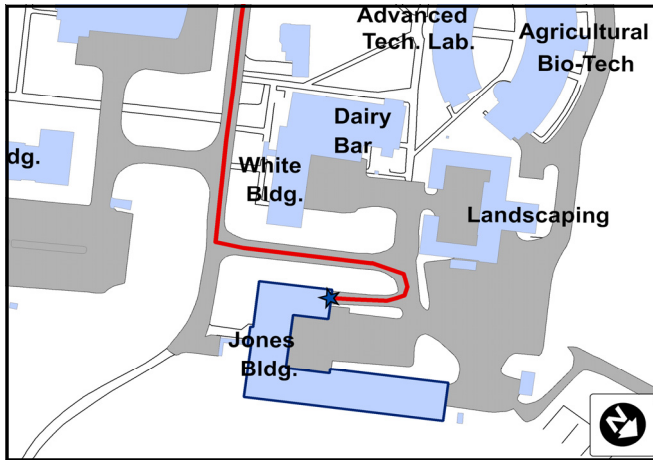 Advanced
Tech. Lab.
Agricultural
Bio-Tech
Dairy
Bar
dg.
White
Bldg.
Landscaping
Jones
Bldg.
N